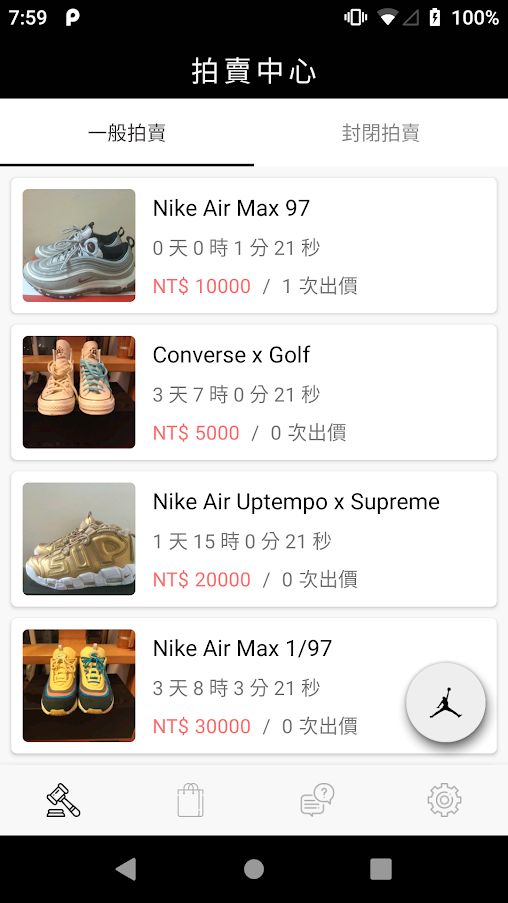 7:59
100%
拍賣中心
一般拍賣
封閉拍賣
Nike Air Max 97
0 天 0 時 1 分 21 秒
NT$ 10000 / 1 次出價
Converse x Golf
3 天 7 時 0 分 21 秒
NT$ 5000 / 0 次出價
Nike Air Uptempo x Supreme
1 天 15 時 0 分 21 秒
NT$ 20000 / 0 次出價
Nike Air Max 1/97
3 天 8 時 3 分 21 秒
NT$ 30000 / 0 次出價